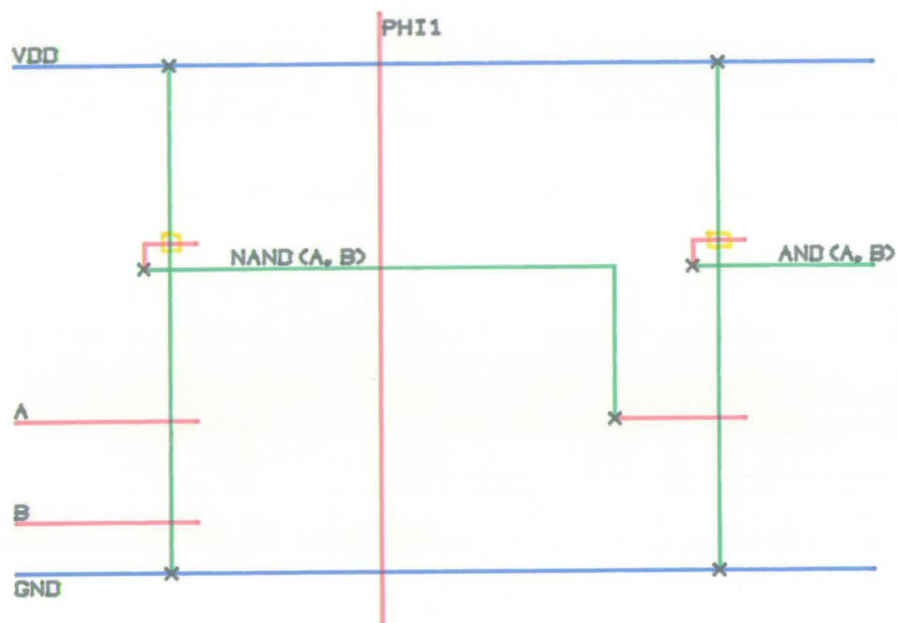 PHI1
VDD
NAND(A, B)
AND(A, B)
A
B
GND